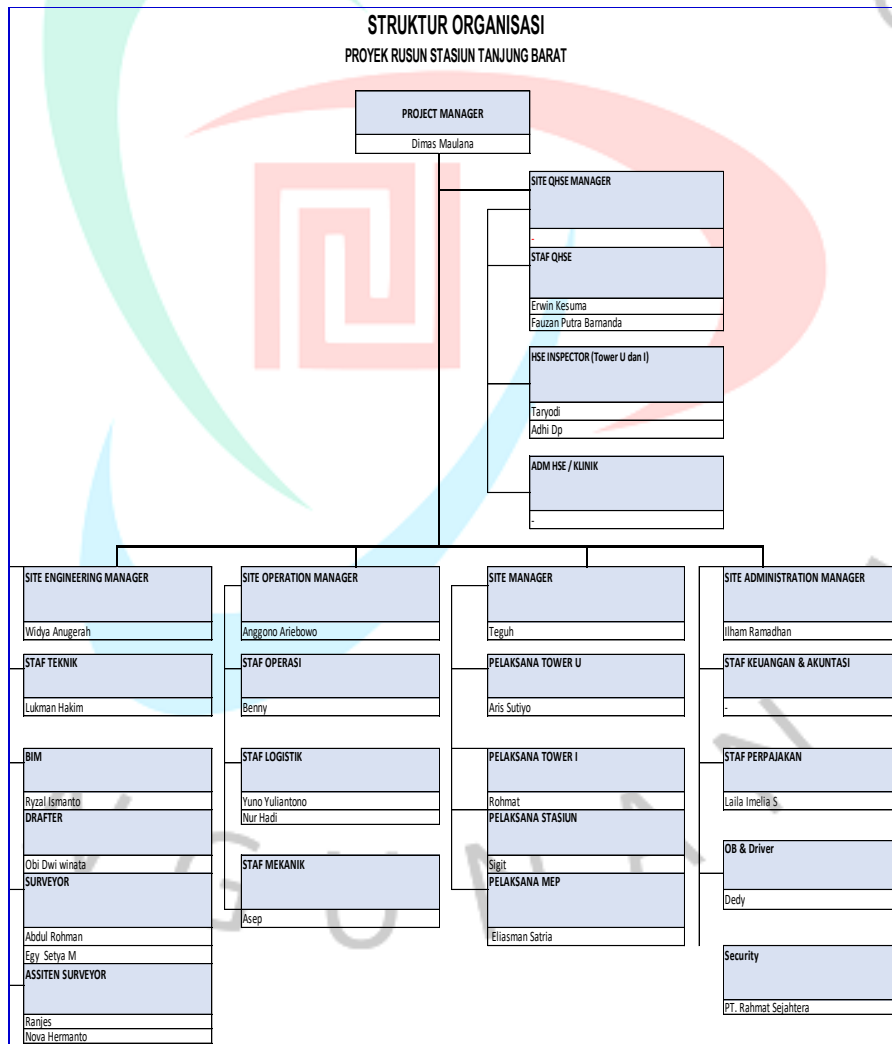 STRUKTUR ORGANISASI
PROYEK RUSUN STASIUN TANJUNG BARAT
PROJECT MANAGER
Dimas Maulana
SITE QHSE MANAGER
-
STAF QHSE
Erwin Kesuma
Fauzan Putra Barnanda
HSE INSPECTOR (Tower U dan I)
Taryodi
Adhi Dp
ADM HSE / KLINIK
-
SITE ENGINEERING MANAGER
Widya Anugerah
STAF TEKNIK
Lukman Hakim
BIM
Ryzal Ismanto
DRAFTER
Obi Dwi winata
SURVEYOR
Abdul Rohman
Egy Setya M
ASSITEN SURVEYOR
Ranjes
Nova Hermanto
SITE OPERATION MANAGER
Anggono Ariebowo
STAF OPERASI
Benny
STAF LOGISTIK
Yuno Yuliantono
Nur Hadi
STAF MEKANIK
Asep
SITE MANAGER
Teguh
PELAKSANA TOWER U
Aris Sutiyo
PELAKSANA TOWER I
Rohmat
PELAKSANA STASIUN
Sigit
PELAKSANA MEP
Eliasman Satria
SITE ADMINISTRATION MANAGER
Ilham Ramadhan
STAF KEUANGAN & AKUNTASI
-
STAF PERPAJAKAN
Laila Imelia S
OB & Driver
Dedy
Security
PT. Rahmat Sejahtera